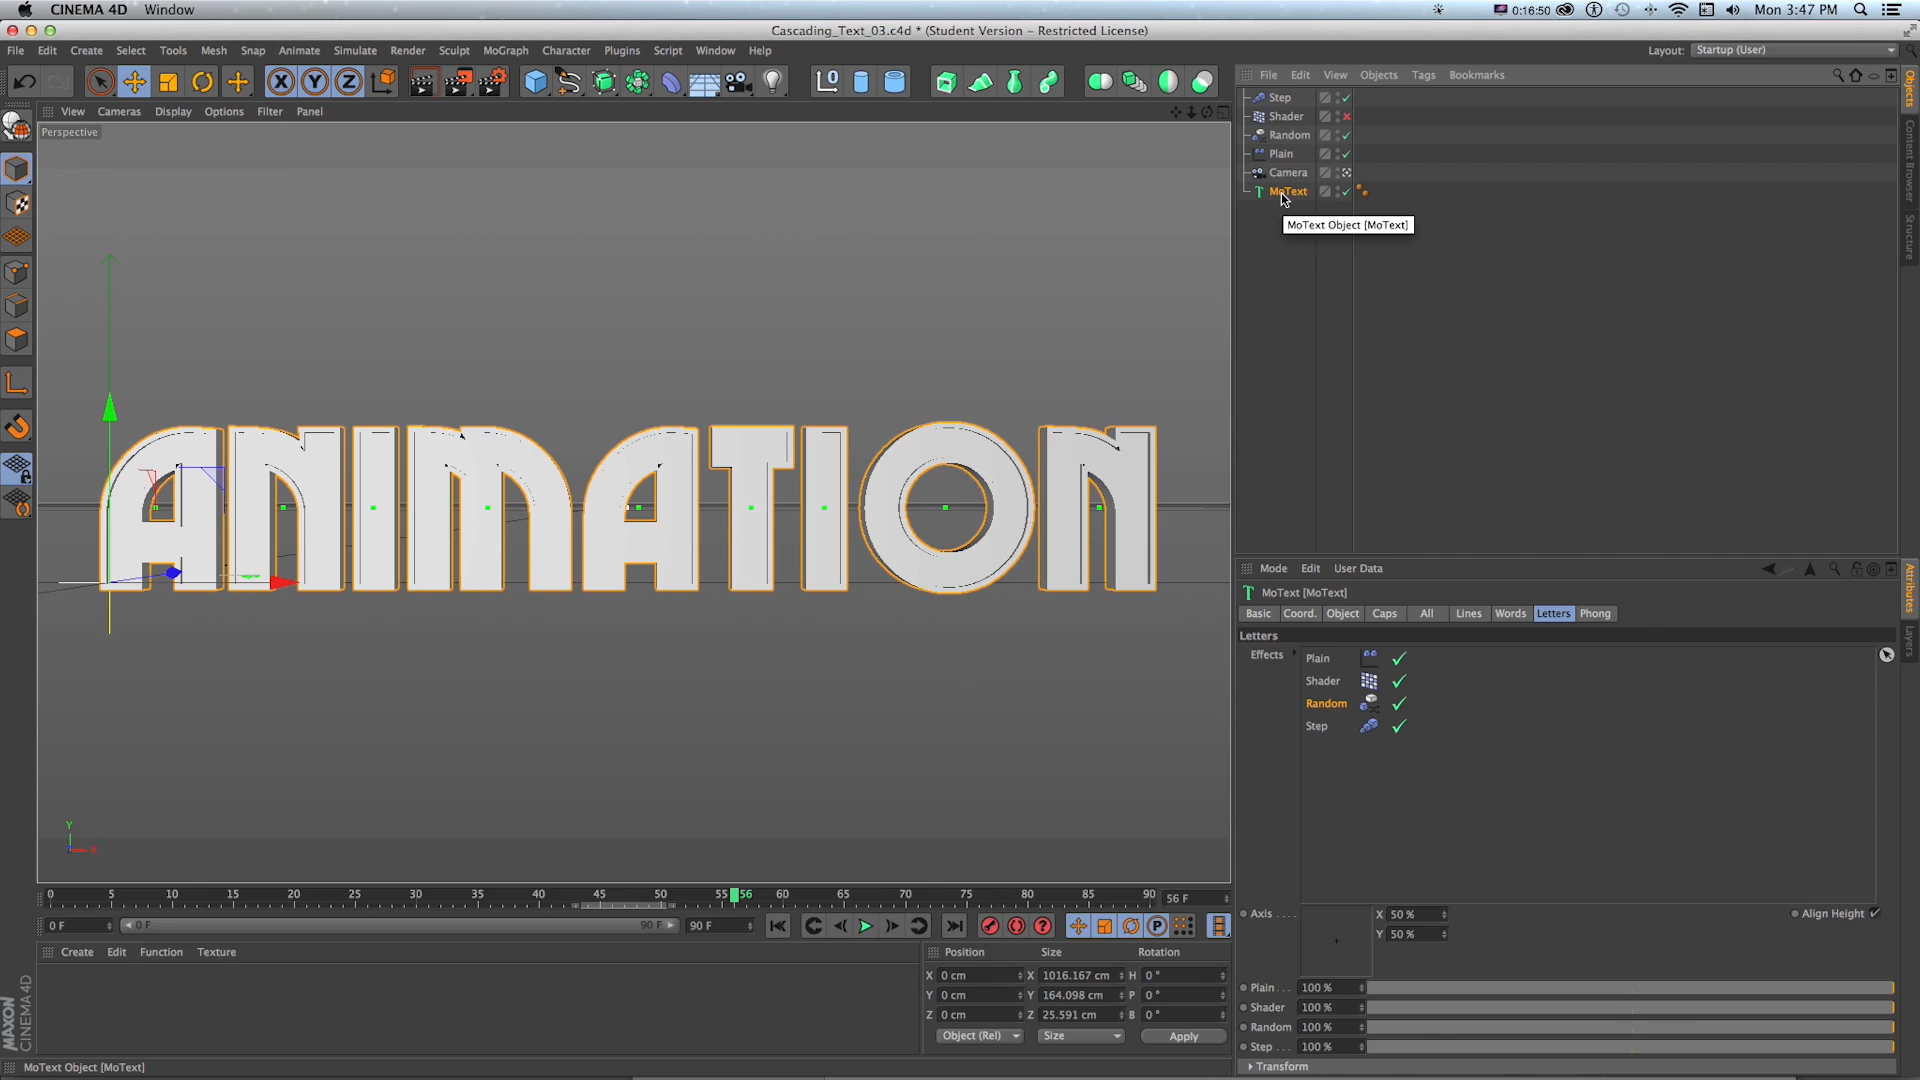 CINEMA 4D Window
0:16:50 Mon 3:47 PM
Cascading_Text_03.c4d * (Student Version - Restricted License)
File Edit Create Select Tools Mesh Snap Animate Simulate Render Sculpt MoGraph Character Plugins Script Window Help
Layout: Startup (User)
X Y Z
File Edit View Objects Tags Bookmarks
View Cameras Display Options Filter Panel
Perspective
Step
Shader
Random
Plain
Camera
MoText
MoText Object [MoText]
Objects
Content Browser
Structure
ANIMATION
Y
X
Mode Edit User Data
MoText [MoText]
Basic Coord. Object Caps All Lines Words Letters Phong
Letters
Effects
Plain
Shader
Random
Step
Attributes
Layers
Axis . . . .
X 50 %
Y 50 %
Align Height
Plain . . . 100 %
Shader 100 %
Random 100 %
Step . . . 100 %
Transform
0 5 10 15 20 25 30 35 40 45 50 55 56 60 65 70 75 80 85 90
56 F
0 F 0 F 90 F 90 F
P
Create Edit Function Texture
Position Size Rotation
X 0 cm X 1016.167 cm H 0 °
Y 0 cm Y 164.098 cm P 0 °
Z 0 cm Z 25.591 cm B 0 °
Object (Rel) Size Apply
MAXON
CINEMA 4D
MoText Object [MoText]